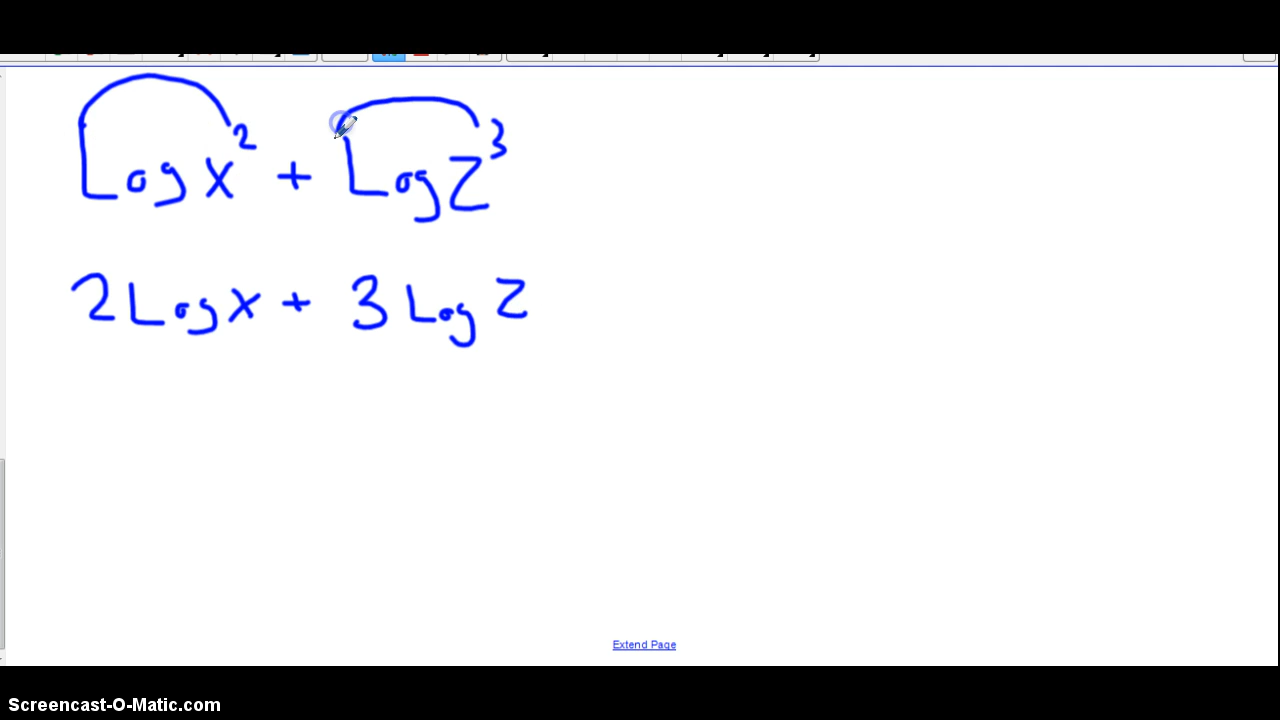 Log x² + Log z³
2 Log x + 3 Log z
Extend Page
Screencast-O-Matic.com